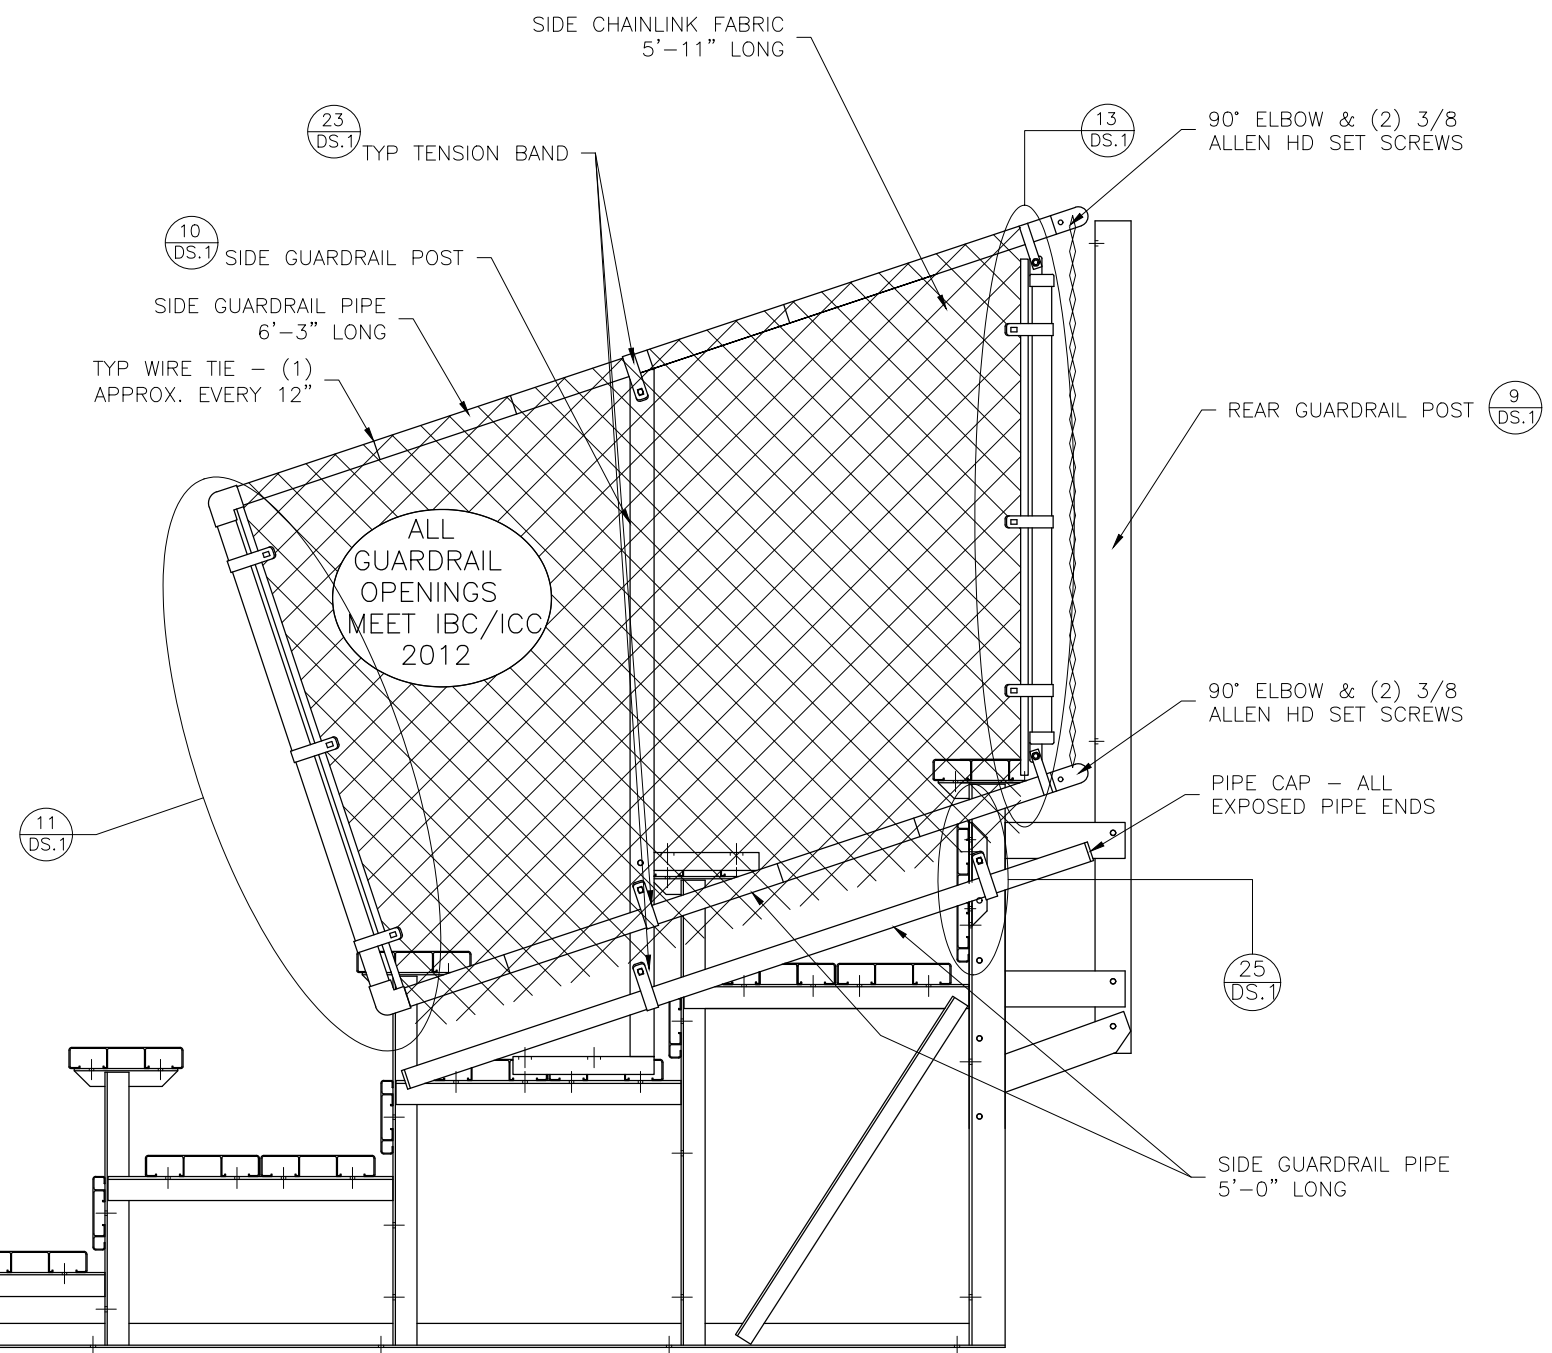 SIDE CHAINLINK FABRIC
5'-11" LONG
23
DS.1
TYP TENSION BAND
13
DS.1
90° ELBOW & (2) 3/8
ALLEN HD SET SCREWS
10
DS.1
SIDE GUARDRAIL POST
SIDE GUARDRAIL PIPE
6'-3" LONG
TYP WIRE TIE - (1)
APPROX. EVERY 12"
REAR GUARDRAIL POST
9
DS.1
ALL
GUARDRAIL
OPENINGS
MEET IBC/ICC
2012
90° ELBOW & (2) 3/8
ALLEN HD SET SCREWS
PIPE CAP - ALL
EXPOSED PIPE ENDS
11
DS.1
25
DS.1
SIDE GUARDRAIL PIPE
5'-0" LONG